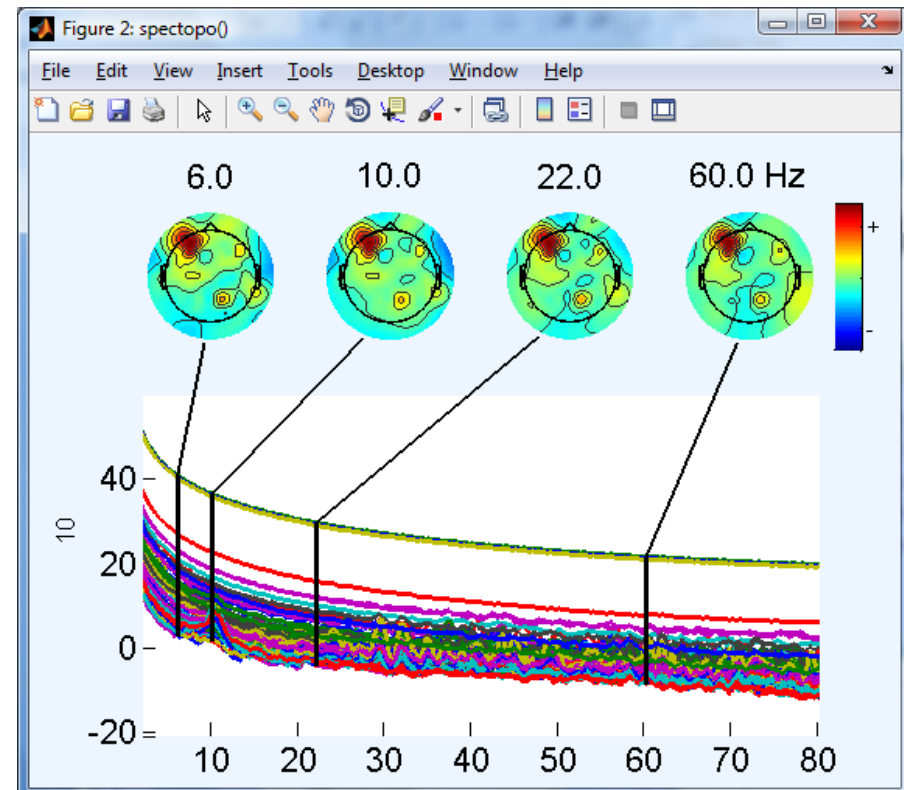 Figure 2: spectopo()
File Edit View Insert Tools Desktop Window Help
6.0 10.0 22.0 60.0 Hz
+
-
40
20
0
-20
10
10 20 30 40 50 60 70 80